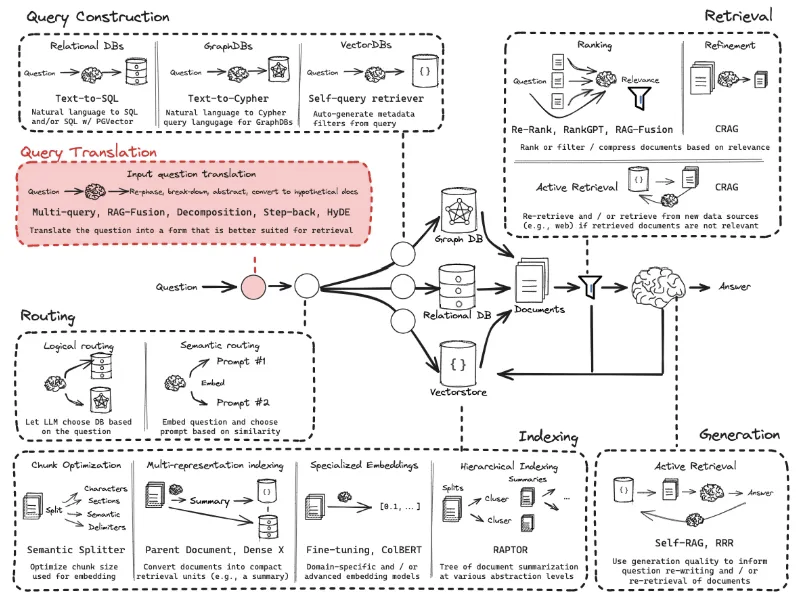 Query Construction
Relational DBs
Question
Text-to-SQL
Natural language to SQL
and/or SQL w/ PGVector
GraphDBs
Question
Text-to-Cypher
Natural language to Cypher
query language for GraphDBs
VectorDBs
Question
{ }
Self-query retriever
Auto-generate metadata
filters from query
Retrieval
Ranking
Question
Relevance
Re-Rank, RankGPT, RAG-Fusion
Refinement
CRAG
Rank or filter / compress documents based on relevance
Active Retrieval
{ }
CRAG
Re-retrieve and / or retrieve from new data sources
(e.g., web) if retrieved documents are not relevant
Query Translation
Input question translation
Question
Re-phase, break-down, abstract, convert to hypothetical docs
Multi-query, RAG-Fusion, Decomposition, Step-back, HyDE
Translate the question into a form that is better suited for retrieval
Question
Graph DB
Relational DB
{ }
Vectorstore
Documents
Answer
Routing
Logical routing
Let LLM choose DB based
on the question
Semantic routing
Prompt #1
Embed
Prompt #2
Embed question and choose
prompt based on similarity
Indexing
Chunk Optimization
Split
Characters
Sections
Semantic
Delimiters
Semantic Splitter
Optimize chunk size
used for embedding
Multi-representation indexing
Summary
{ }
Parent Document, Dense X
Convert documents into compact
retrieval units (e.g., a summary)
Specialized Embeddings
[0.1, ...]
Fine-tuning, ColBERT
Domain-specific and / or
advanced embedding models
Hierarchical Indexing
Summaries
Splits
Cluser
...
Cluser
RAPTOR
Tree of document summarization
at various abstraction levels
Generation
Active Retrieval
{ }
Answer
Self-RAG, RRR
Use generation quality to inform
question re-writing and / or
re-retrieval of documents